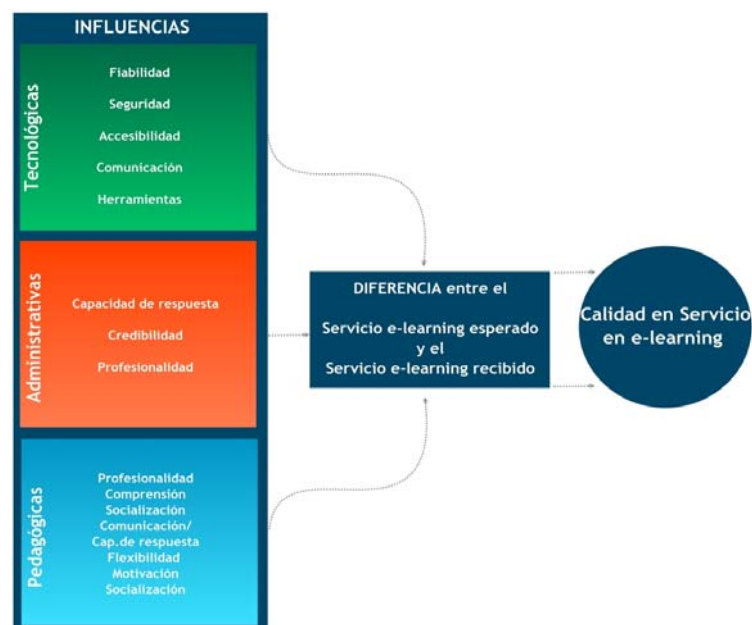 INFLUENCIAS
Tecnológicas
Fiabilidad
Seguridad
Accesibilidad
Comunicación
Herramientas
Administrativas
Capacidad de respuesta
Credibilidad
Profesionalidad
Pedagógicas
Profesionalidad
Comprensión
Socialización
Comunicación/
Cap.de respuesta
Flexibilidad
Motivación
Socialización
DIFERENCIA entre el
Servicio e-learning esperado
y el
Servicio e-learning recibido
Calidad en Servicio
en e-learning